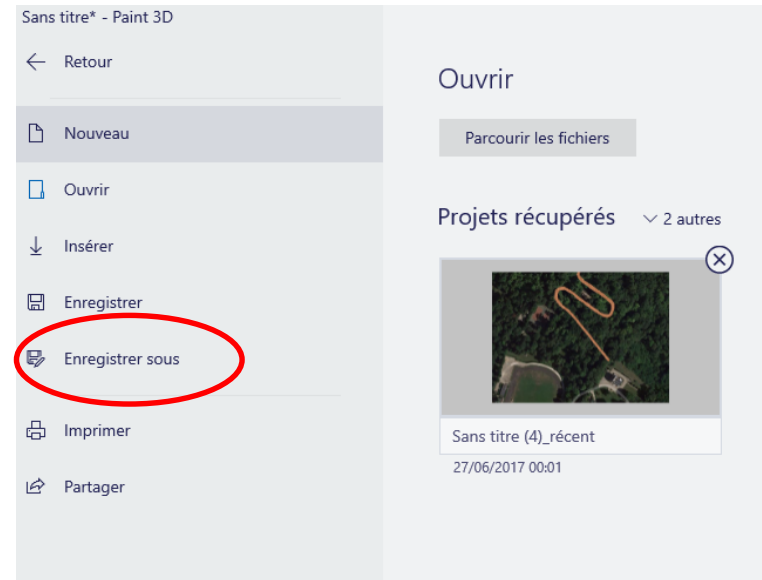 Sans titre* - Paint 3D
Retour
Nouveau
Ouvrir
Insérer
Enregistrer
Enregistrer sous
Imprimer
Partager
Ouvrir
Parcourir les fichiers
Projets récupérés 2 autres
Sans titre (4)_récent
27/06/2017 00:01